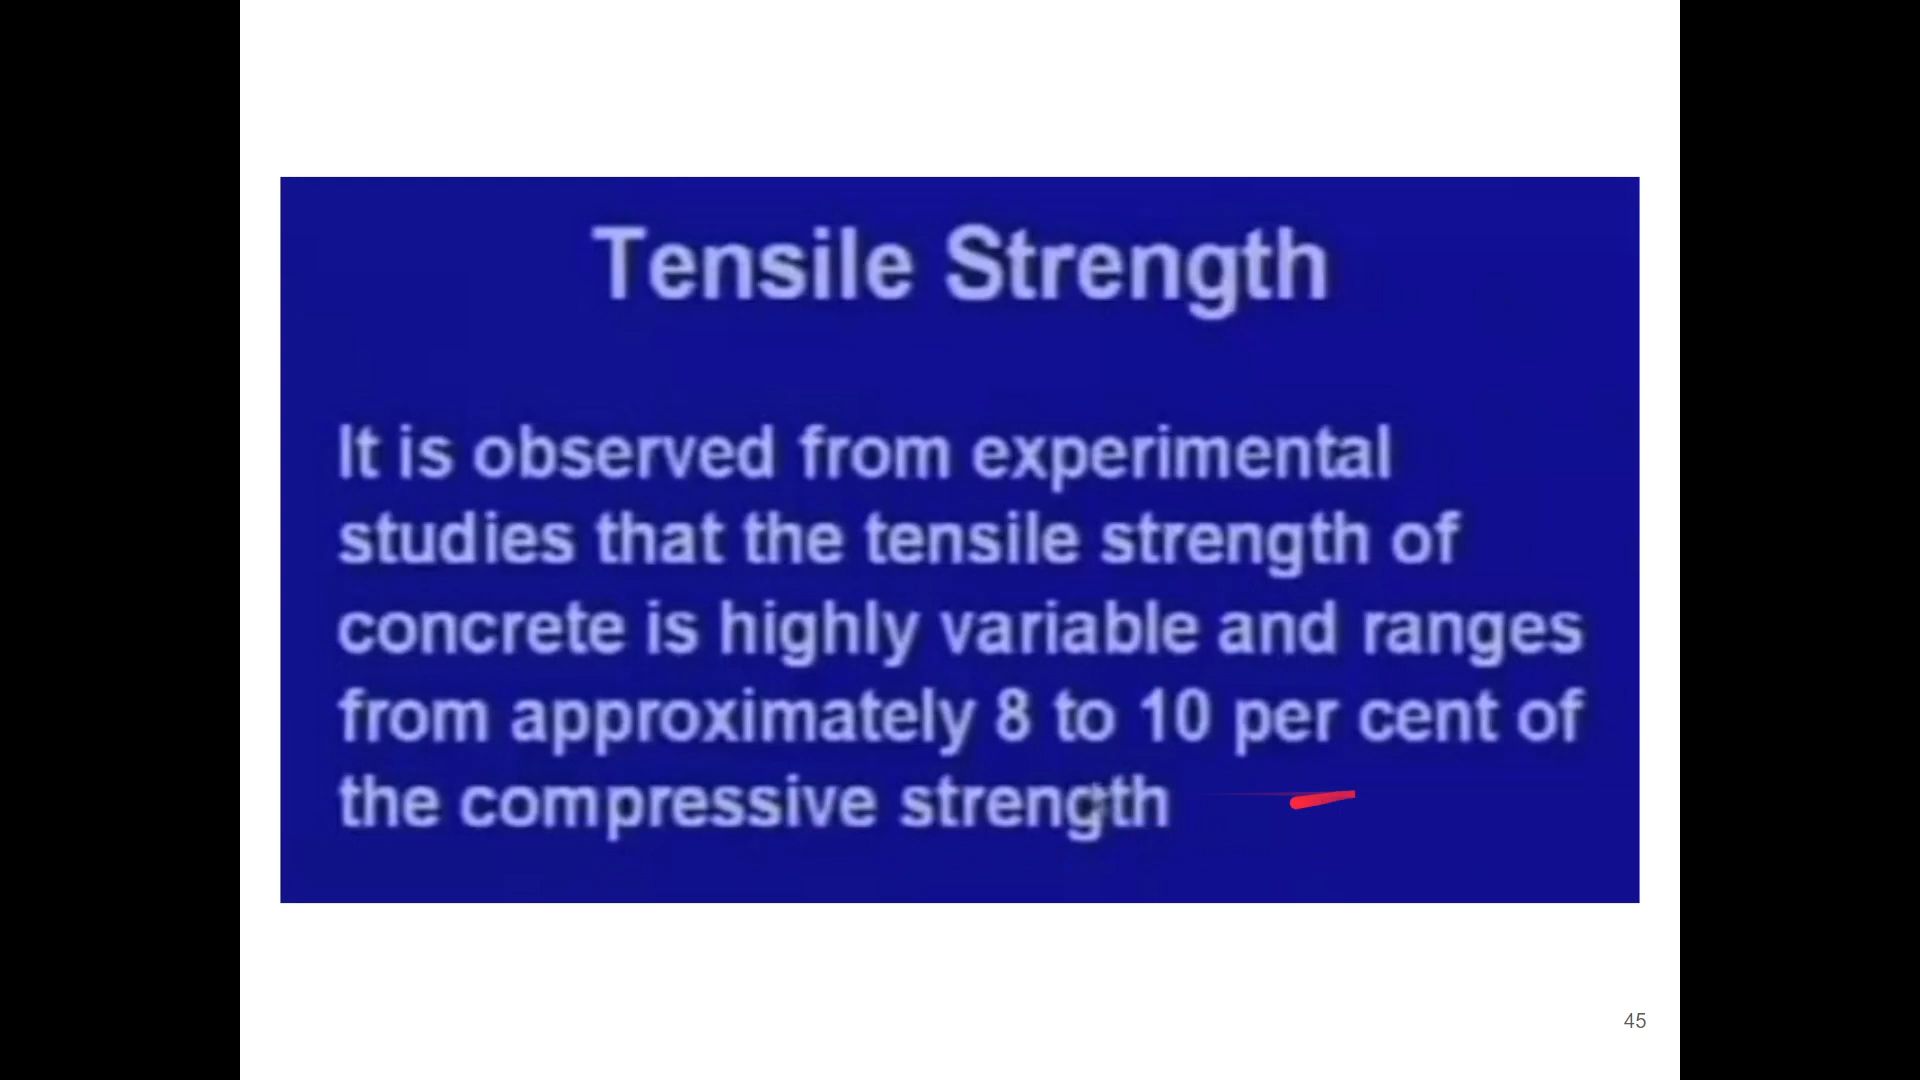 Tensile Strength
It is observed from experimental
studies that the tensile strength of
concrete is highly variable and ranges
from approximately 8 to 10 per cent of
the compressive strength
45